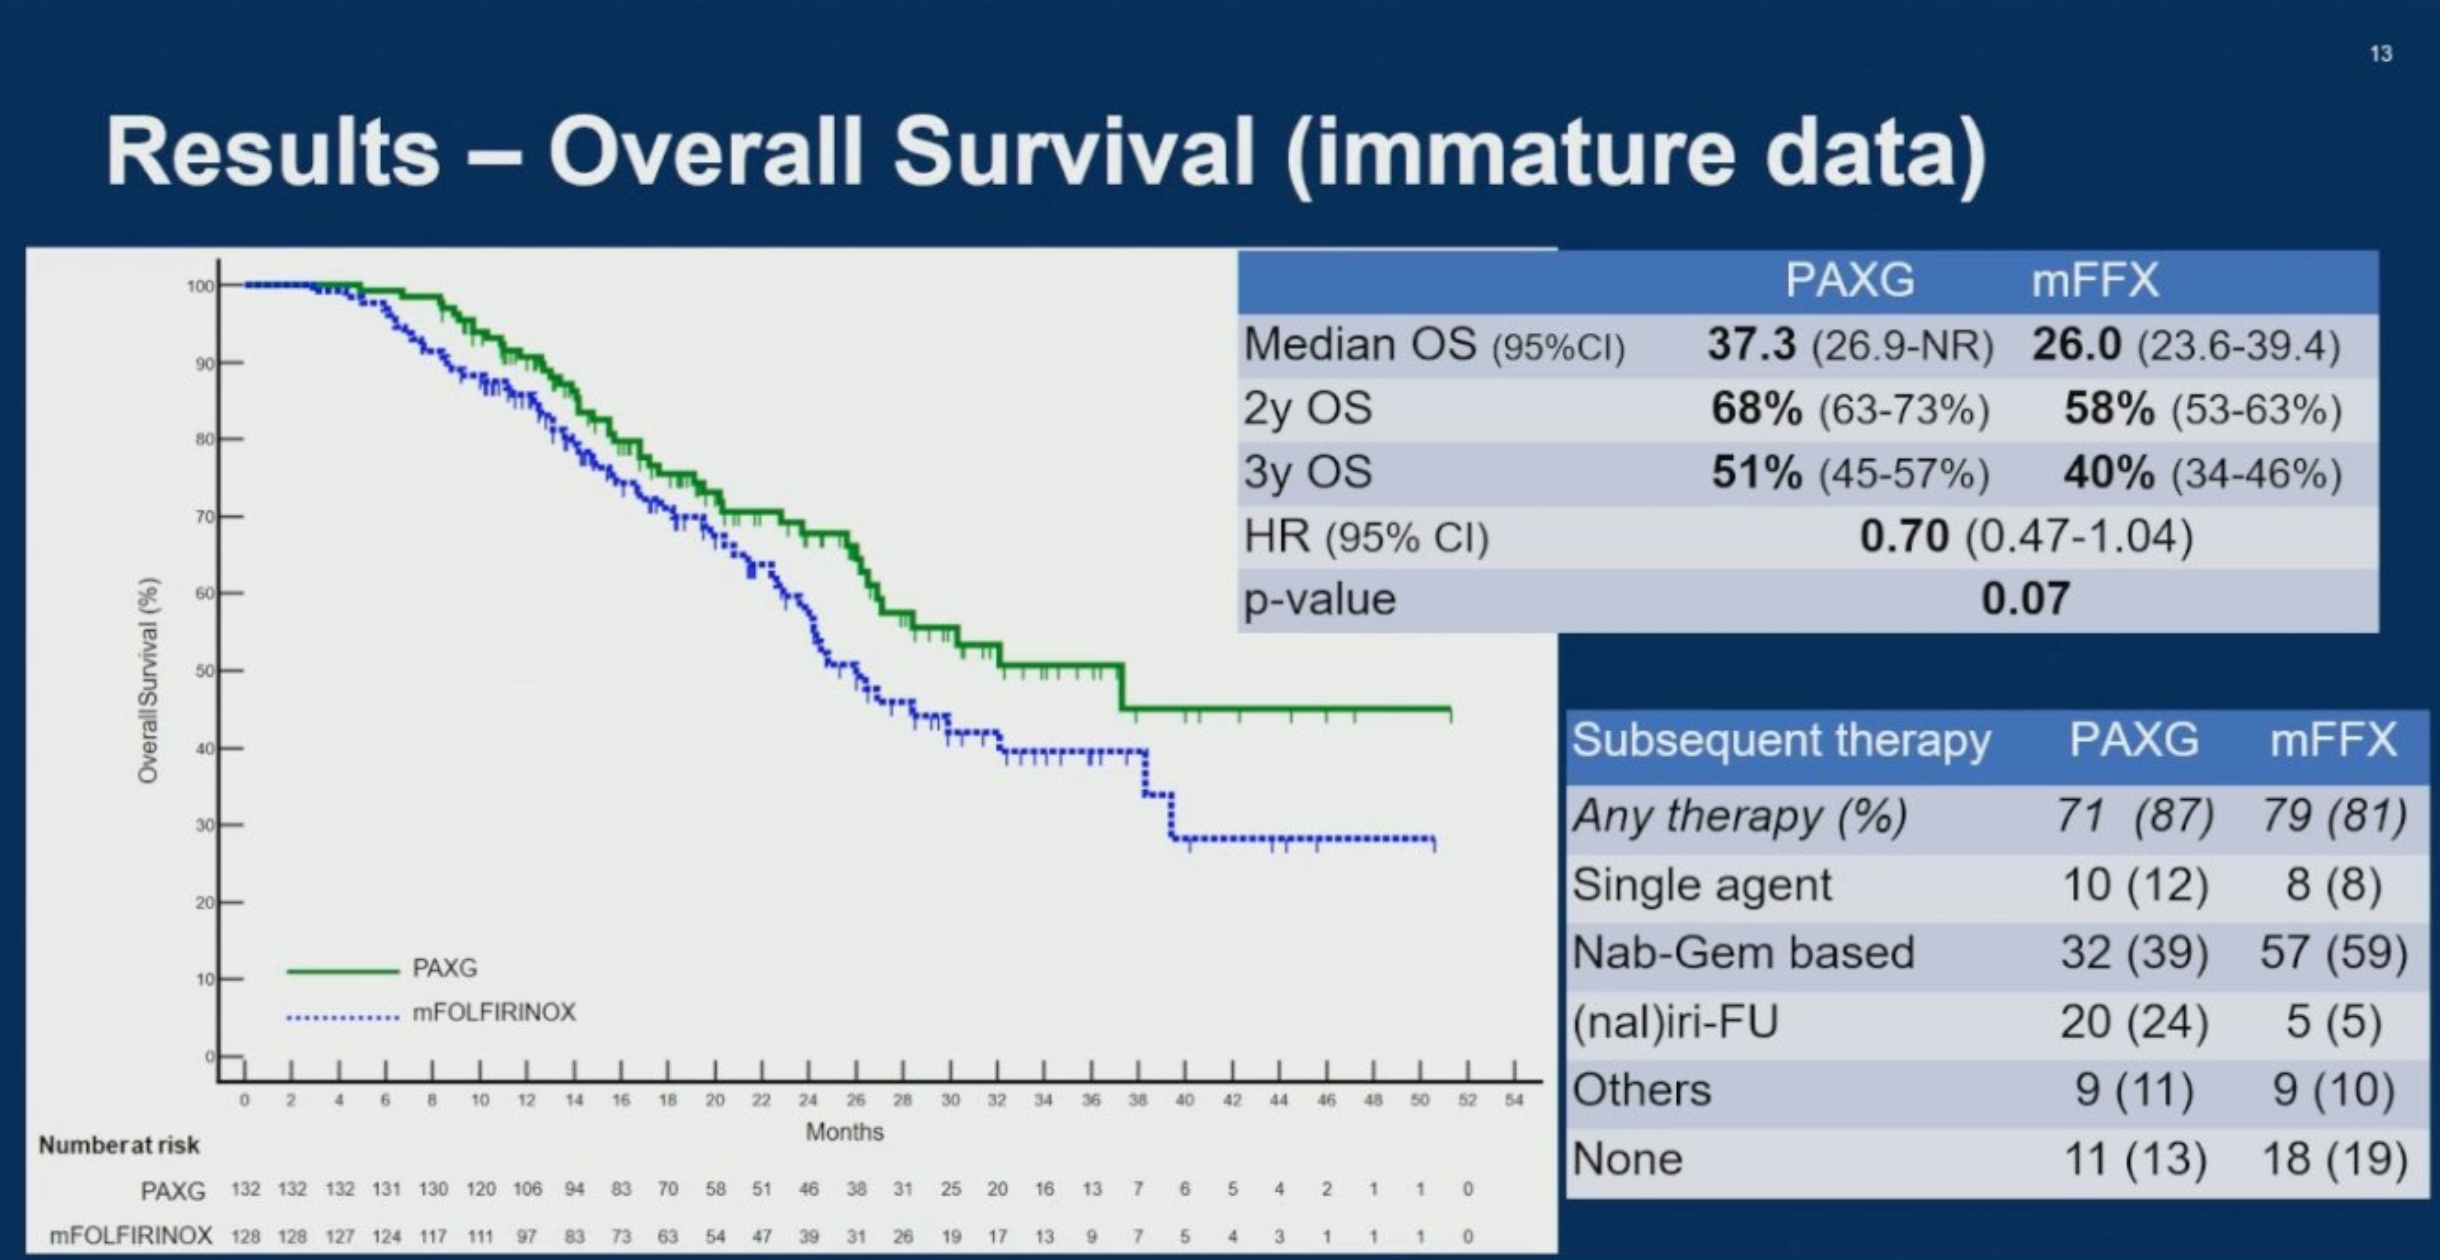 13
Results – Overall Survival (immature data)
PAXG mFFX
Median OS (95%CI) 37.3 (26.9-NR) 26.0 (23.6-39.4)
2y OS 68% (63-73%) 58% (53-63%)
3y OS 51% (45-57%) 40% (34-46%)
HR (95% CI) 0.70 (0.47-1.04)
p-value 0.07
Overall Survival (%)
100
90
80
70
60
50
40
30
20
10
0
PAXG
mFOLFIRINOX
0 2 4 6 8 10 12 14 16 18 20 22 24 26 28 30 32 34 36 38 40 42 44 46 48 50 52 54
Months
Number at risk
PAXG 132 132 132 131 130 120 106 94 83 70 58 51 46 38 31 25 20 16 13 7 6 5 4 2 1 1 0
mFOLFIRINOX 128 128 127 124 117 111 97 83 73 63 54 47 39 31 26 19 17 13 9 7 5 4 3 1 1 1 0
Subsequent therapy PAXG mFFX
Any therapy (%) 71 (87) 79 (81)
Single agent 10 (12) 8 (8)
Nab-Gem based 32 (39) 57 (59)
(nal)iri-FU 20 (24) 5 (5)
Others 9 (11) 9 (10)
None 11 (13) 18 (19)